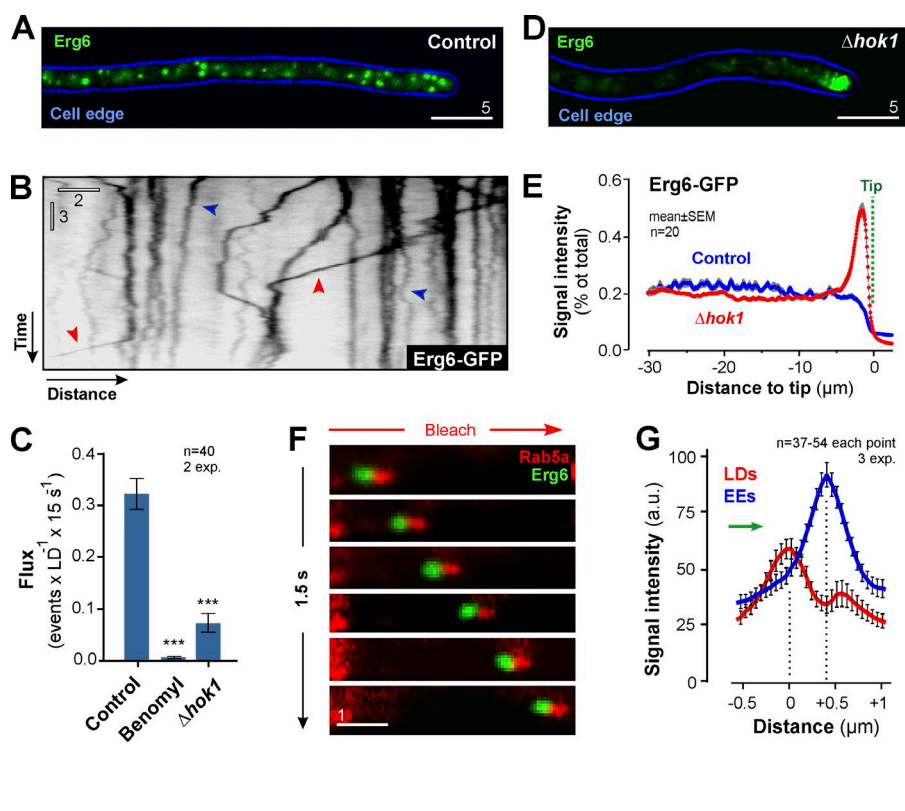 A
Erg6
Control
Cell edge
5
D
Erg6
Δhok1
Cell edge
5
B
2
3
Time
Erg6-GFP
Distance
E
Erg6-GFP
mean±SEM
n=20
Tip
Control
Δhok1
Signal intensity
(% ot total)
0.6
0.4
0.2
0.0
-30
-20
-10
0
Distance to tip (µm)
C
n=40
2 exp.
Flux
(events x LD⁻¹ x 15 s⁻¹)
0.4
0.3
0.2
0.1
0.0
***
***
Control
Benomyl
Δhok1
F
Bleach
Rab5a
Erg6
1.5 s
1
G
n=37-54 each point
3 exp.
LDs
EEs
Signal intensity (a.u.)
100
75
50
25
0
-0.5
0
+0.5
+1
Distance (µm)